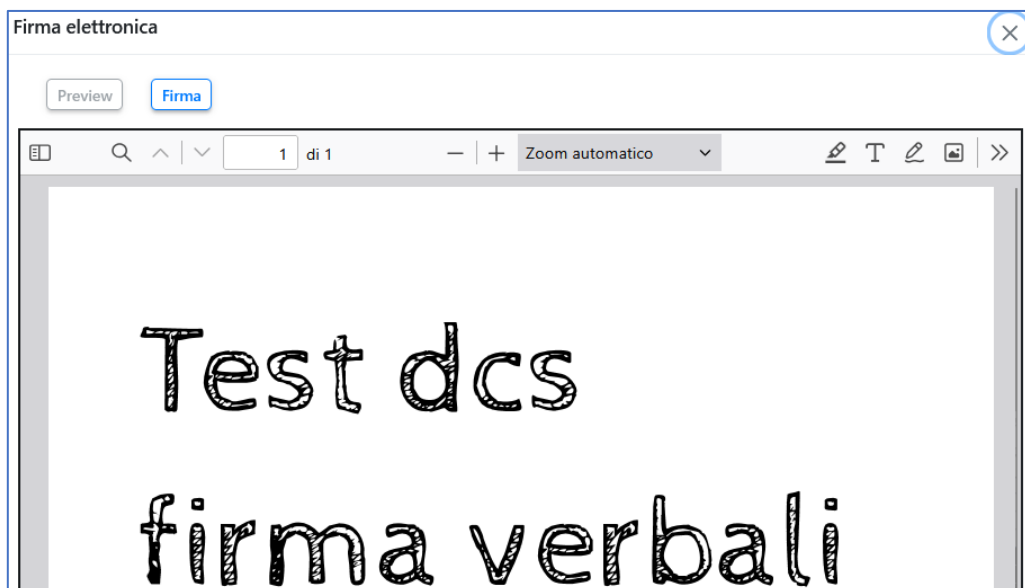 Firma elettronica
Preview Firma
1 di 1 Zoom automatico
Test dcs
firma verbali